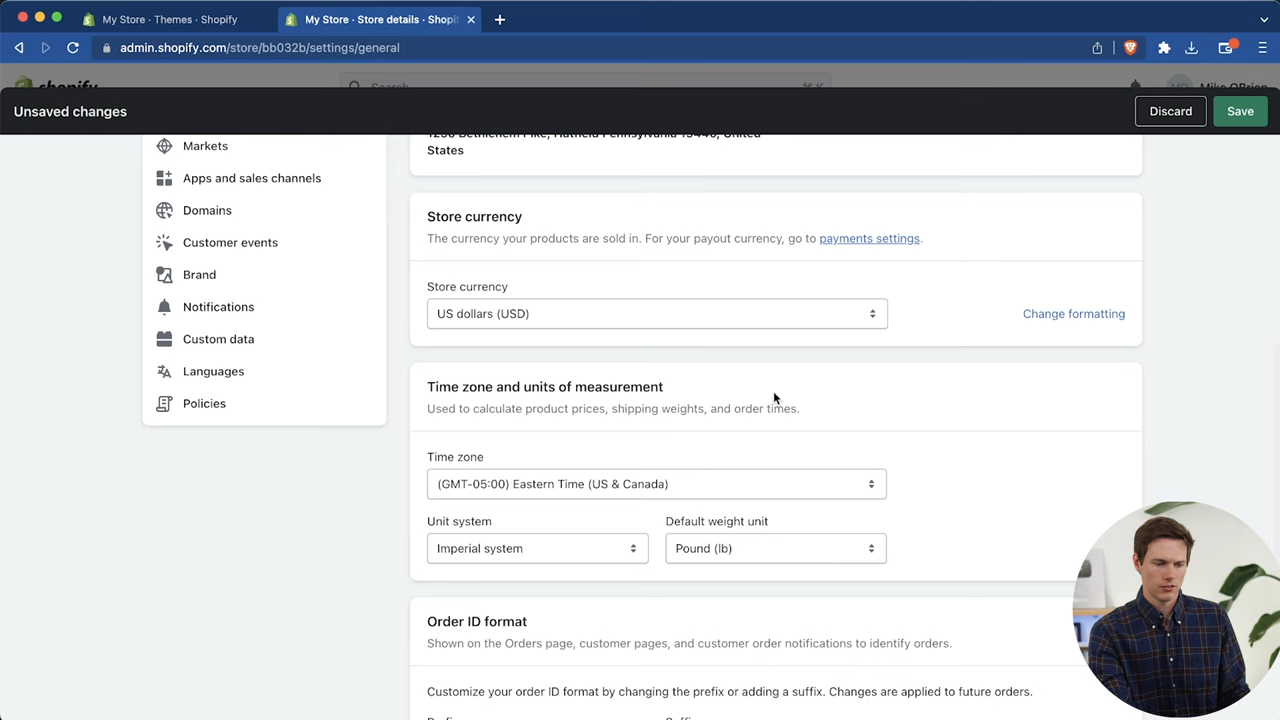 My Store · Themes · Shopify
My Store · Store details · Shopi
admin.shopify.com/store/bb032b/settings/general
shopify
Search
⌘ K
Mike OBrien
Unsaved changes
Discard
Save
Markets
Apps and sales channels
Domains
Customer events
Brand
Notifications
Custom data
Languages
Policies
States
Store currency
The currency your products are sold in. For your payout currency, go to payments settings.
Store currency
US dollars (USD)
Change formatting
Time zone and units of measurement
Used to calculate product prices, shipping weights, and order times.
Time zone
(GMT-05:00) Eastern Time (US & Canada)
Unit system
Default weight unit
Imperial system
Pound (lb)
Order ID format
Shown on the Orders page, customer pages, and customer order notifications to identify orders.
Customize your order ID format by changing the prefix or adding a suffix. Changes are applied to future orders.